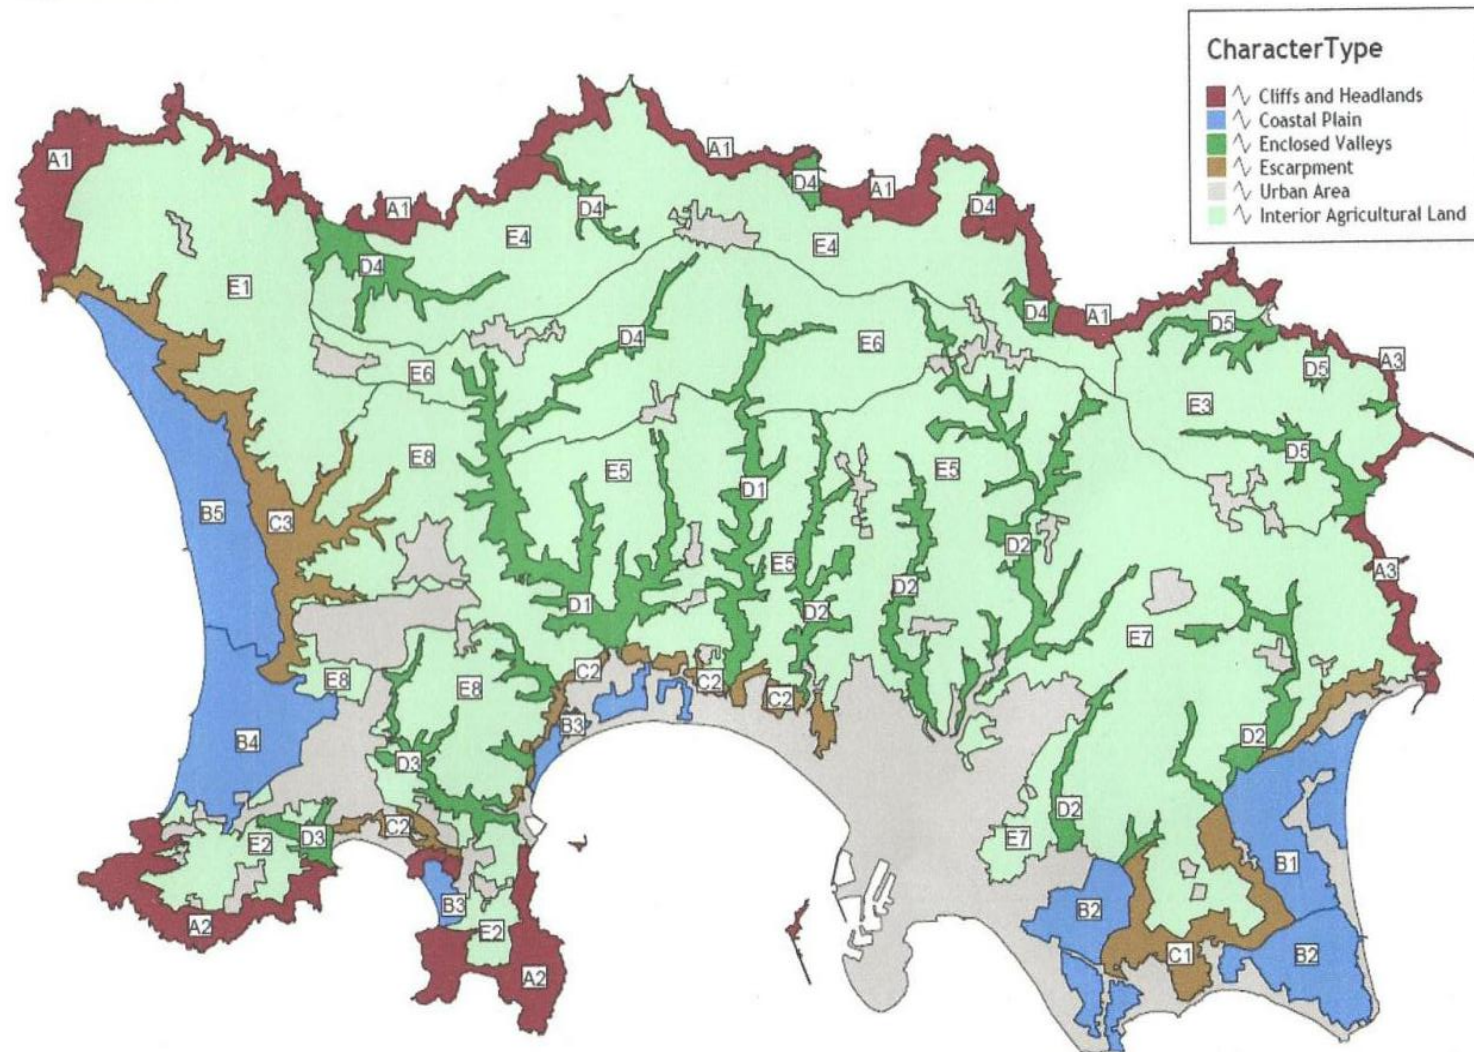 CharacterType
Cliffs and Headlands
Coastal Plain
Enclosed Valleys
Escarpment
Urban Area
Interior Agricultural Land
A1
A1
D4
A1
A1
D4
D4
E4
E4
D4
E1
D4
A1
D5
D4
E6
E6
A3
D5
E3
E8
E5
E5
D5
D1
B5
C3
D2
A3
E5
D2
D1
D2
E7
C2
E8
E8
C2
C2
B3
B4
D2
D3
D2
C2
D3
E2
E7
B1
B3
B2
A2
E2
C1
B2
A2